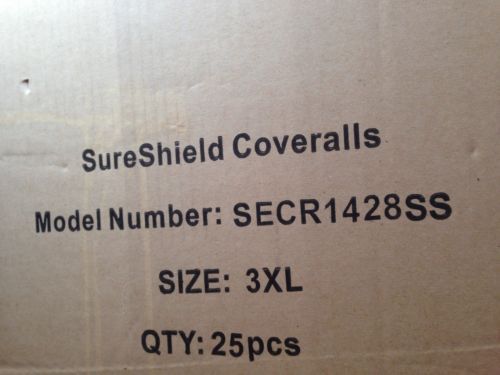 SureShield Coveralls
Model Number: SECR1428SS
SIZE: 3XL
QTY: 25pcs